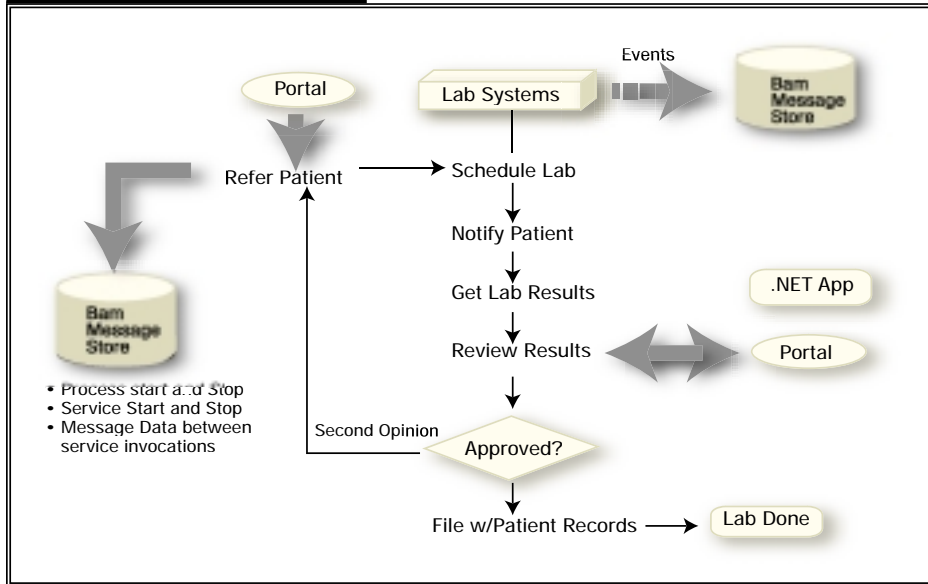 Events
Portal
Lab Systems
Bam
Message
Store
Refer Patient
Schedule Lab
Notify Patient
Get Lab Results
.NET App
Bam
Message
Store
Review Results
Portal
• Process start and Stop
• Service Start and Stop
• Message Data between
service invocations
Second Opinion
Approved?
File w/Patient Records
Lab Done